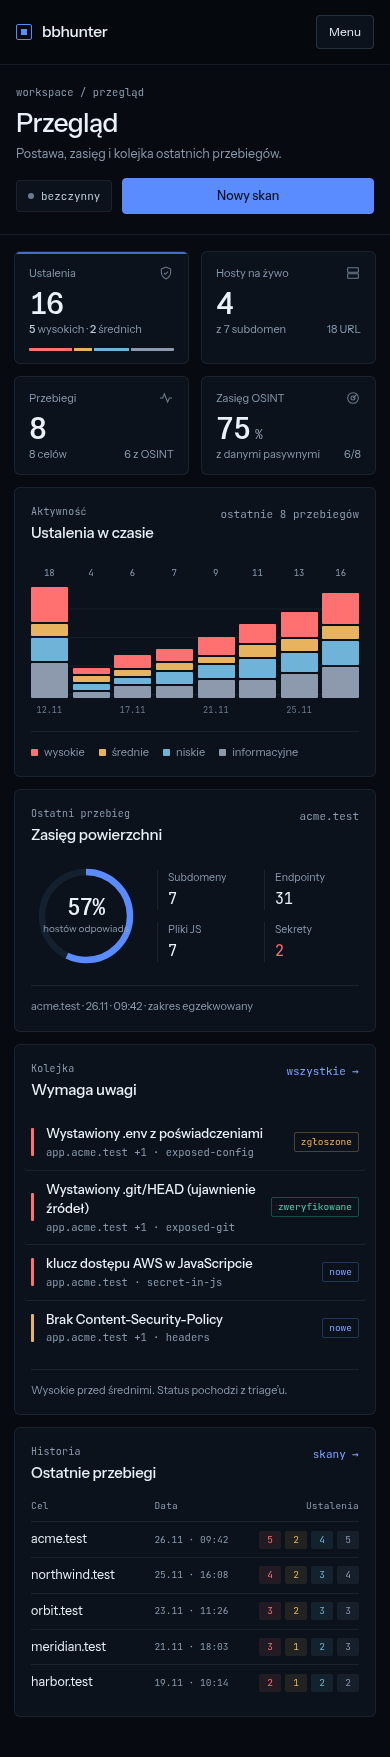 bbhunter
Menu
workspace / przegląd
Przegląd
Postawa, zasięg i kolejka ostatnich przebiegów.
bezczynny
Nowy skan
Ustalenia
16
5 wysokich · 2 średnich
Hosty na żywo
4
z 7 subdomen 18 URL
Przebiegi
8
8 celów 6 z OSINT
Zasięg OSINT
75 %
z danymi pasywnymi 6/8
Aktywność
Ustalenia w czasie
ostatnie 8 przebiegów
18 4 6 7 9 11 13 16
12.11 17.11 21.11 25.11
wysokie średnie niskie informacyjne
Ostatni przebieg
Zasięg powierzchni
acme.test
57%
hostów odpowiada
Subdomeny
7
Endpointy
31
Pliki JS
7
Sekrety
2
acme.test · 26.11 · 09:42 · zakres egzekwowany
Kolejka
Wymaga uwagi
wszystkie →
Wystawiony .env z poświadczeniami
app.acme.test +1 · exposed-config
zgłoszone
Wystawiony .git/HEAD (ujawnienie
źródeł)
app.acme.test +1 · exposed-git
zweryfikowane
klucz dostępu AWS w JavaScripcie
app.acme.test · secret-in-js
nowe
Brak Content-Security-Policy
app.acme.test +1 · headers
nowe
Wysokie przed średnimi. Status pochodzi z triage'u.
Historia
Ostatnie przebiegi
skany →
Cel Data Ustalenia
acme.test 26.11 · 09:42 5 2 4 5
northwind.test 25.11 · 16:08 4 2 3 4
orbit.test 23.11 · 11:26 3 2 3 3
meridian.test 21.11 · 18:03 3 1 2 3
harbor.test 19.11 · 10:14 2 1 2 2